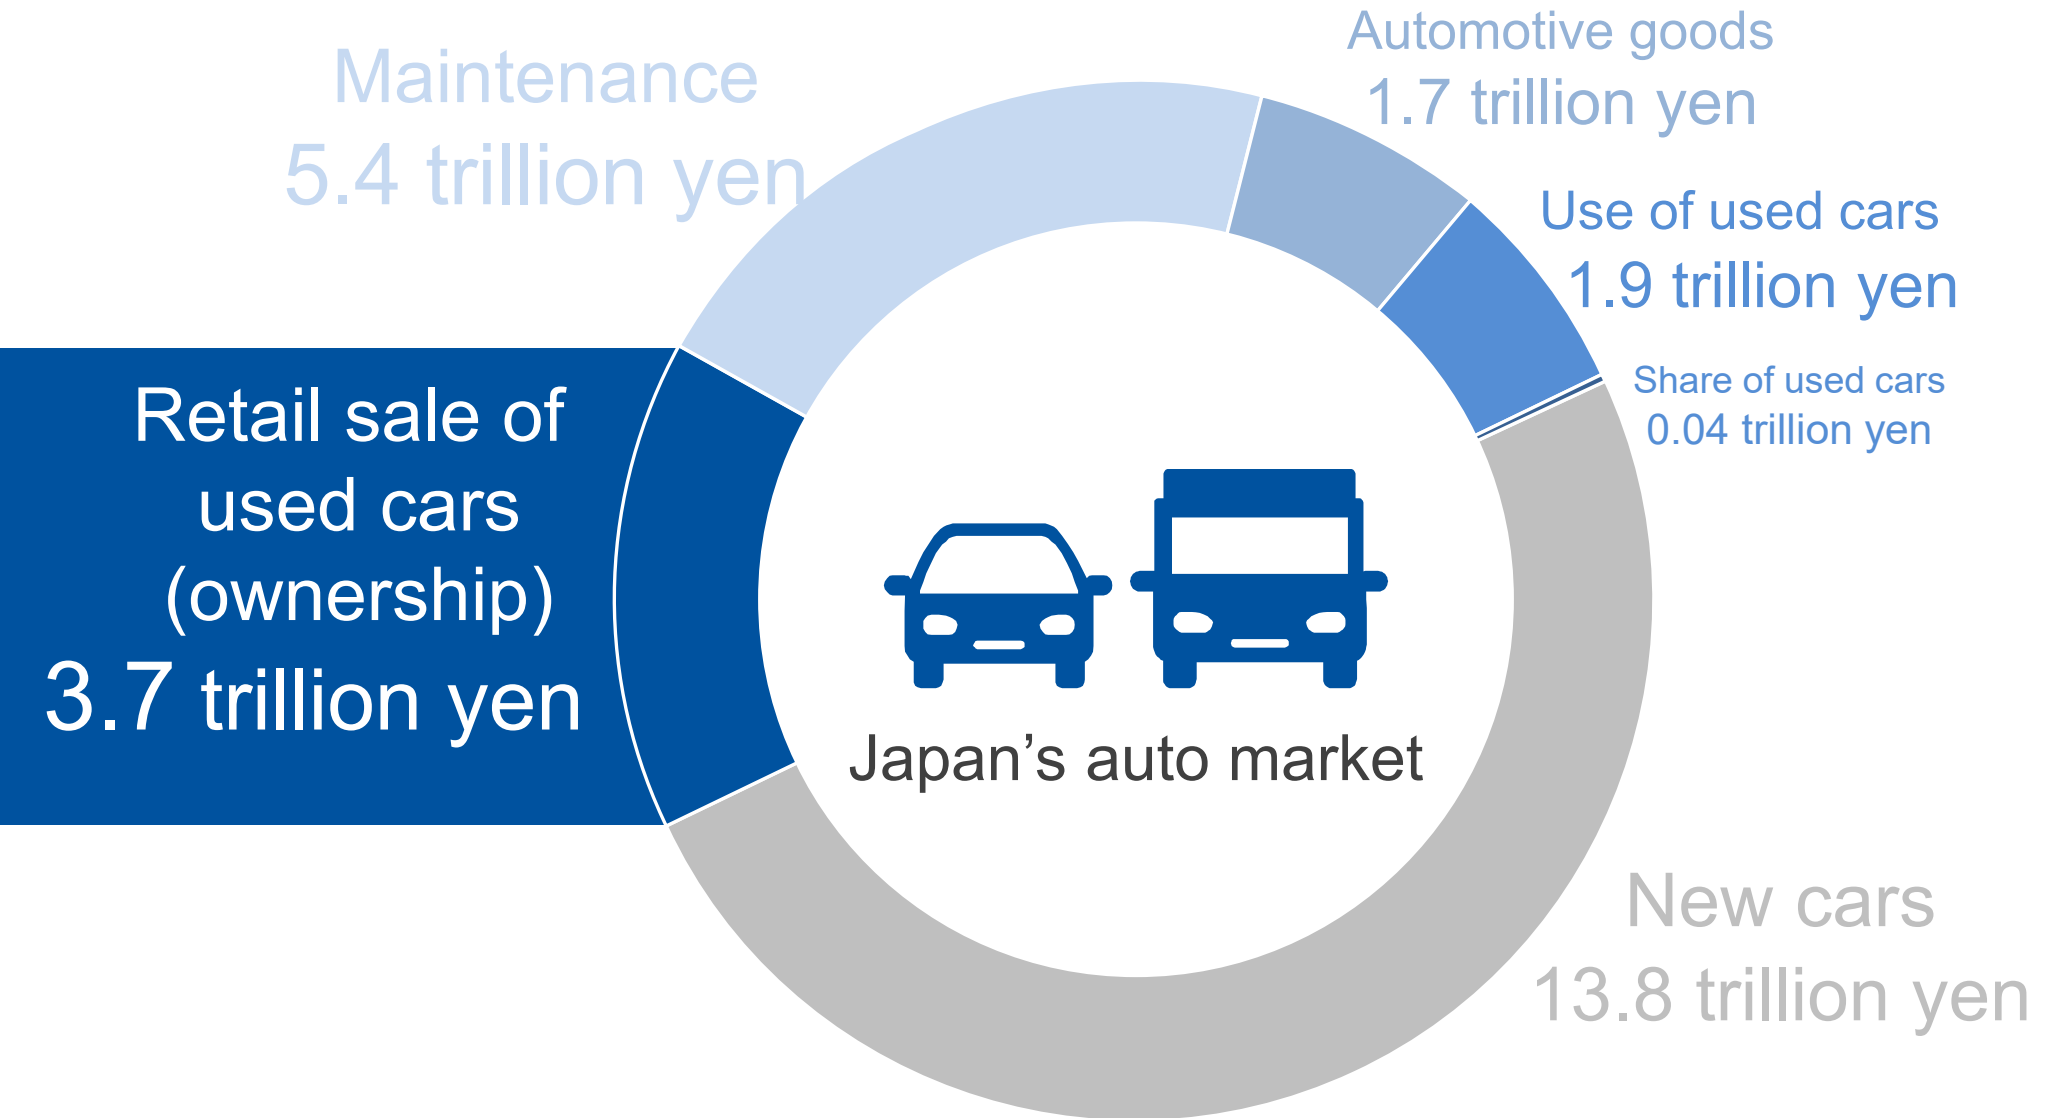 Maintenance
5.4 trillion yen
Automotive goods
1.7 trillion yen
Use of used cars
1.9 trillion yen
Share of used cars
0.04 trillion yen
Retail sale of
used cars
(ownership)
3.7 trillion yen
Japan’s auto market
New cars
13.8 trillion yen